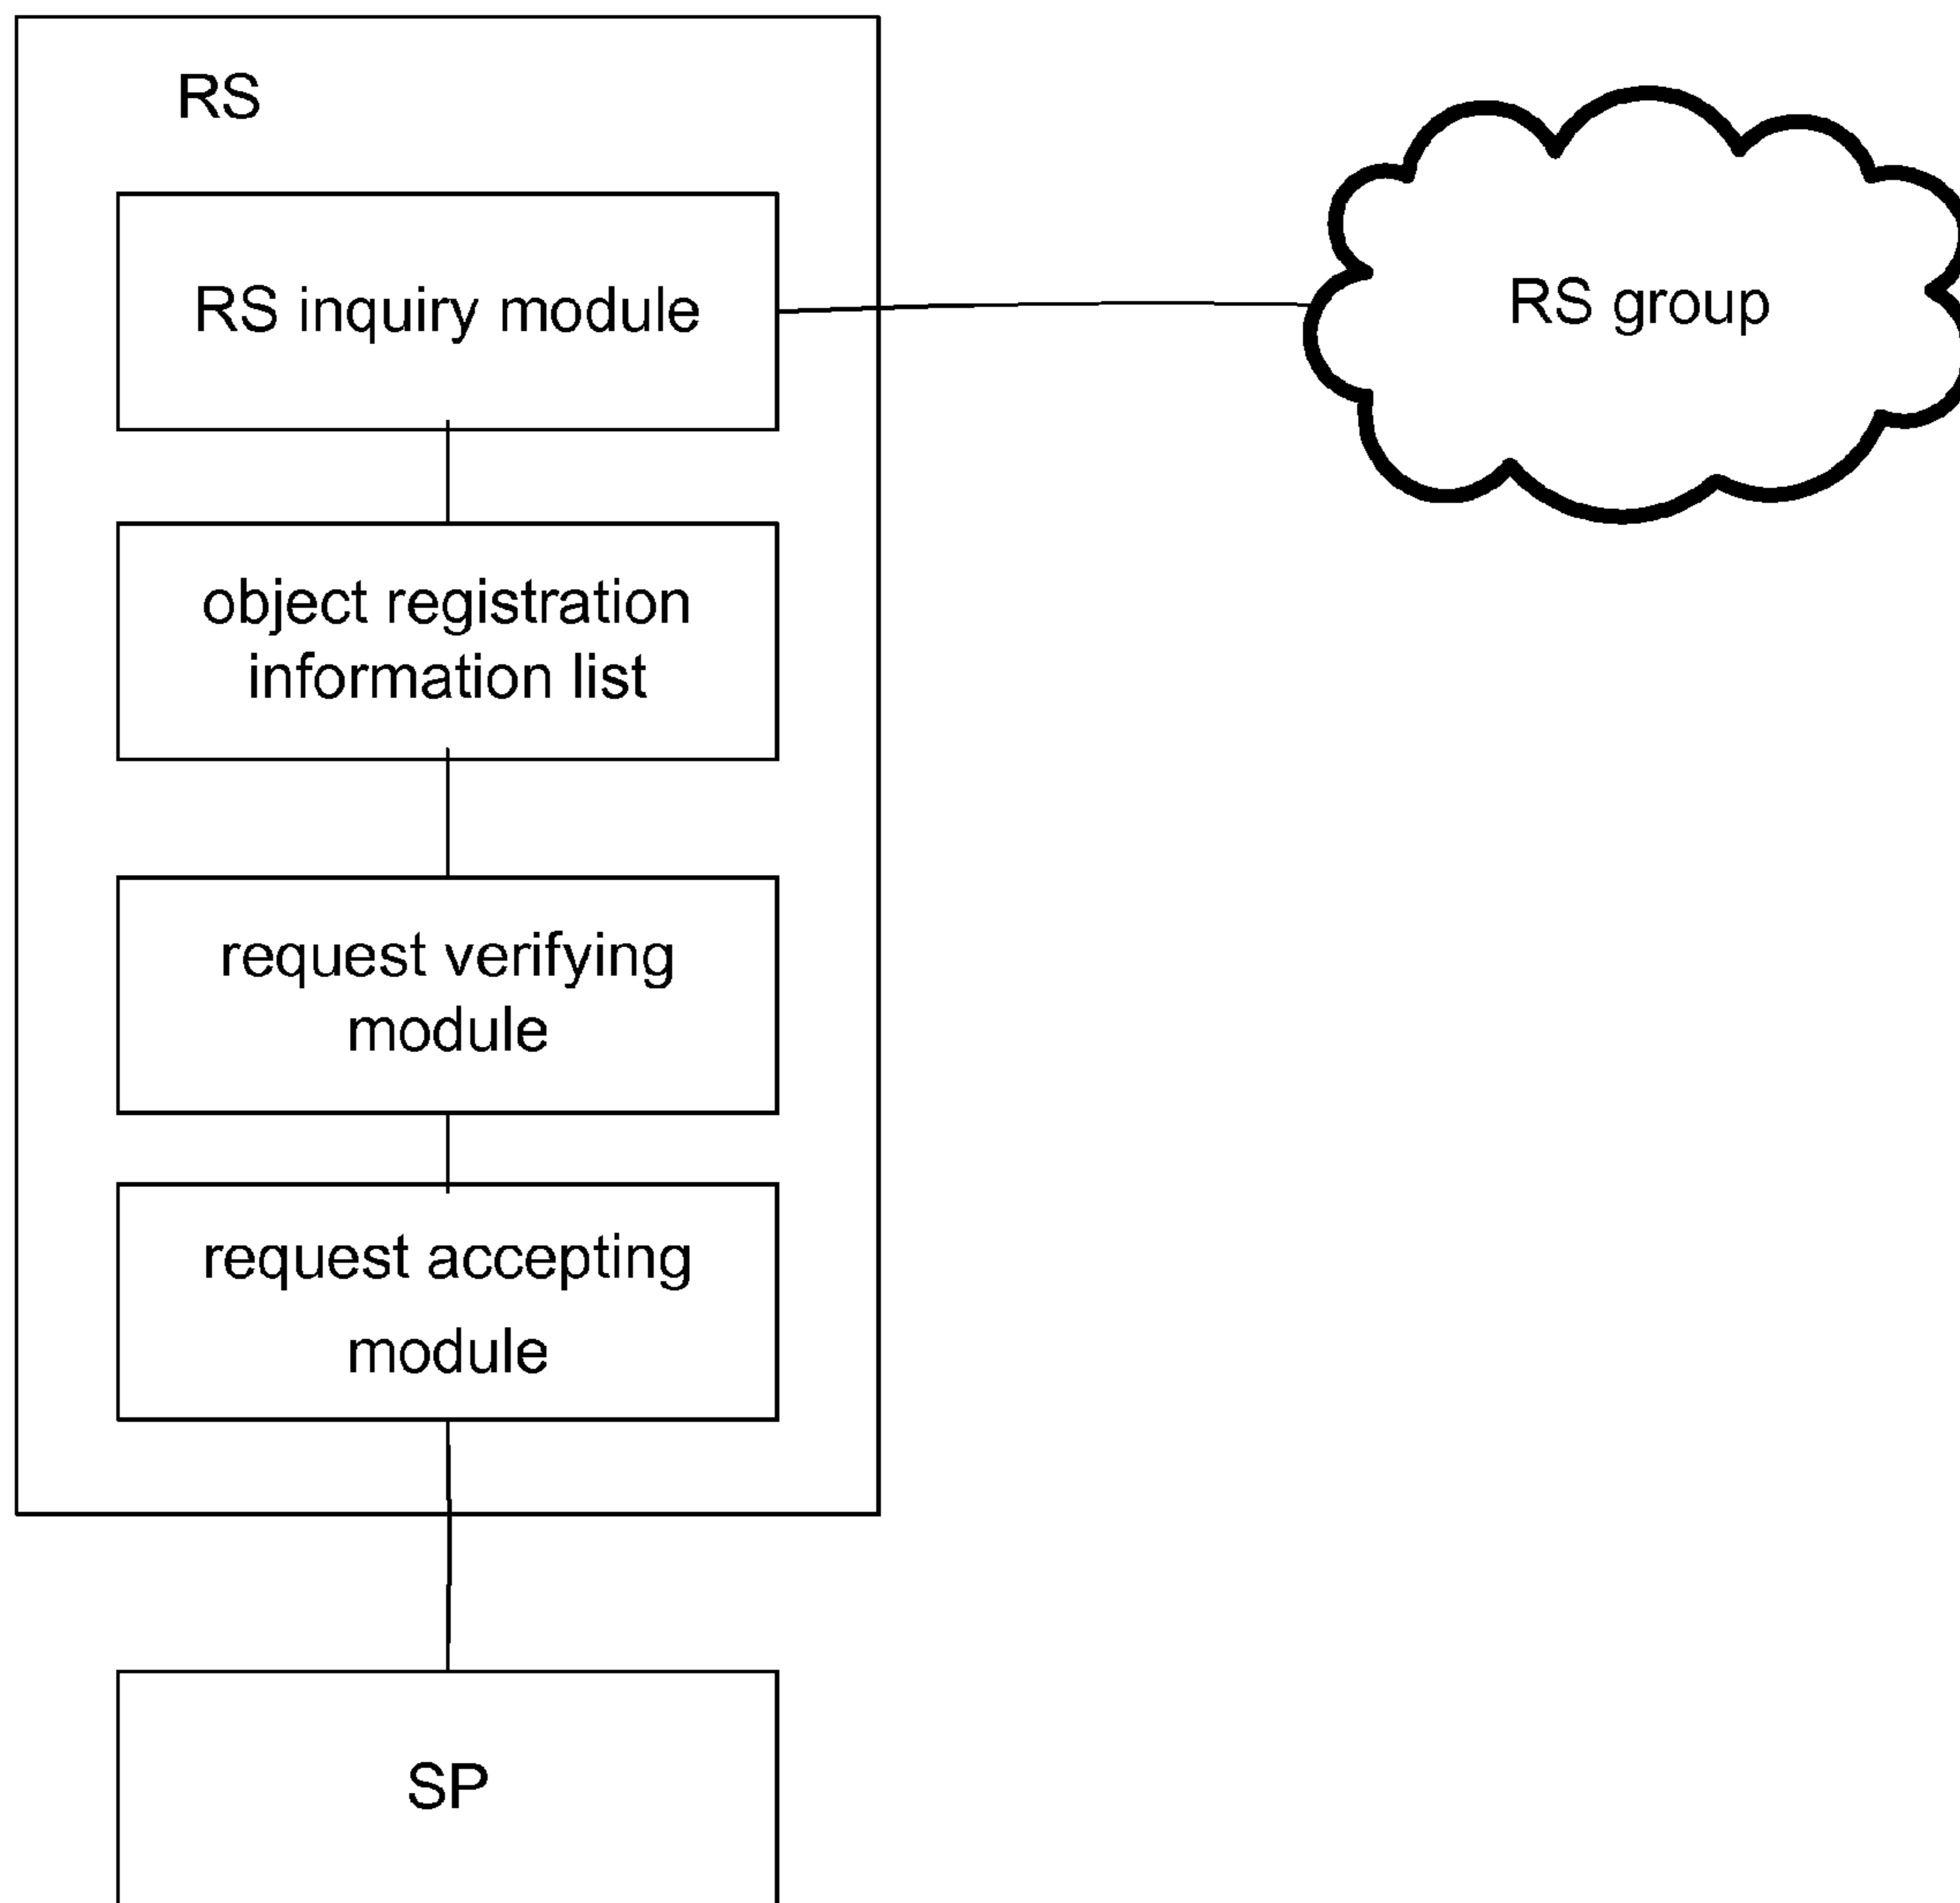 RS
RS inquiry module
RS group
object registration
information list
request verifying
module
request accepting
module
SP